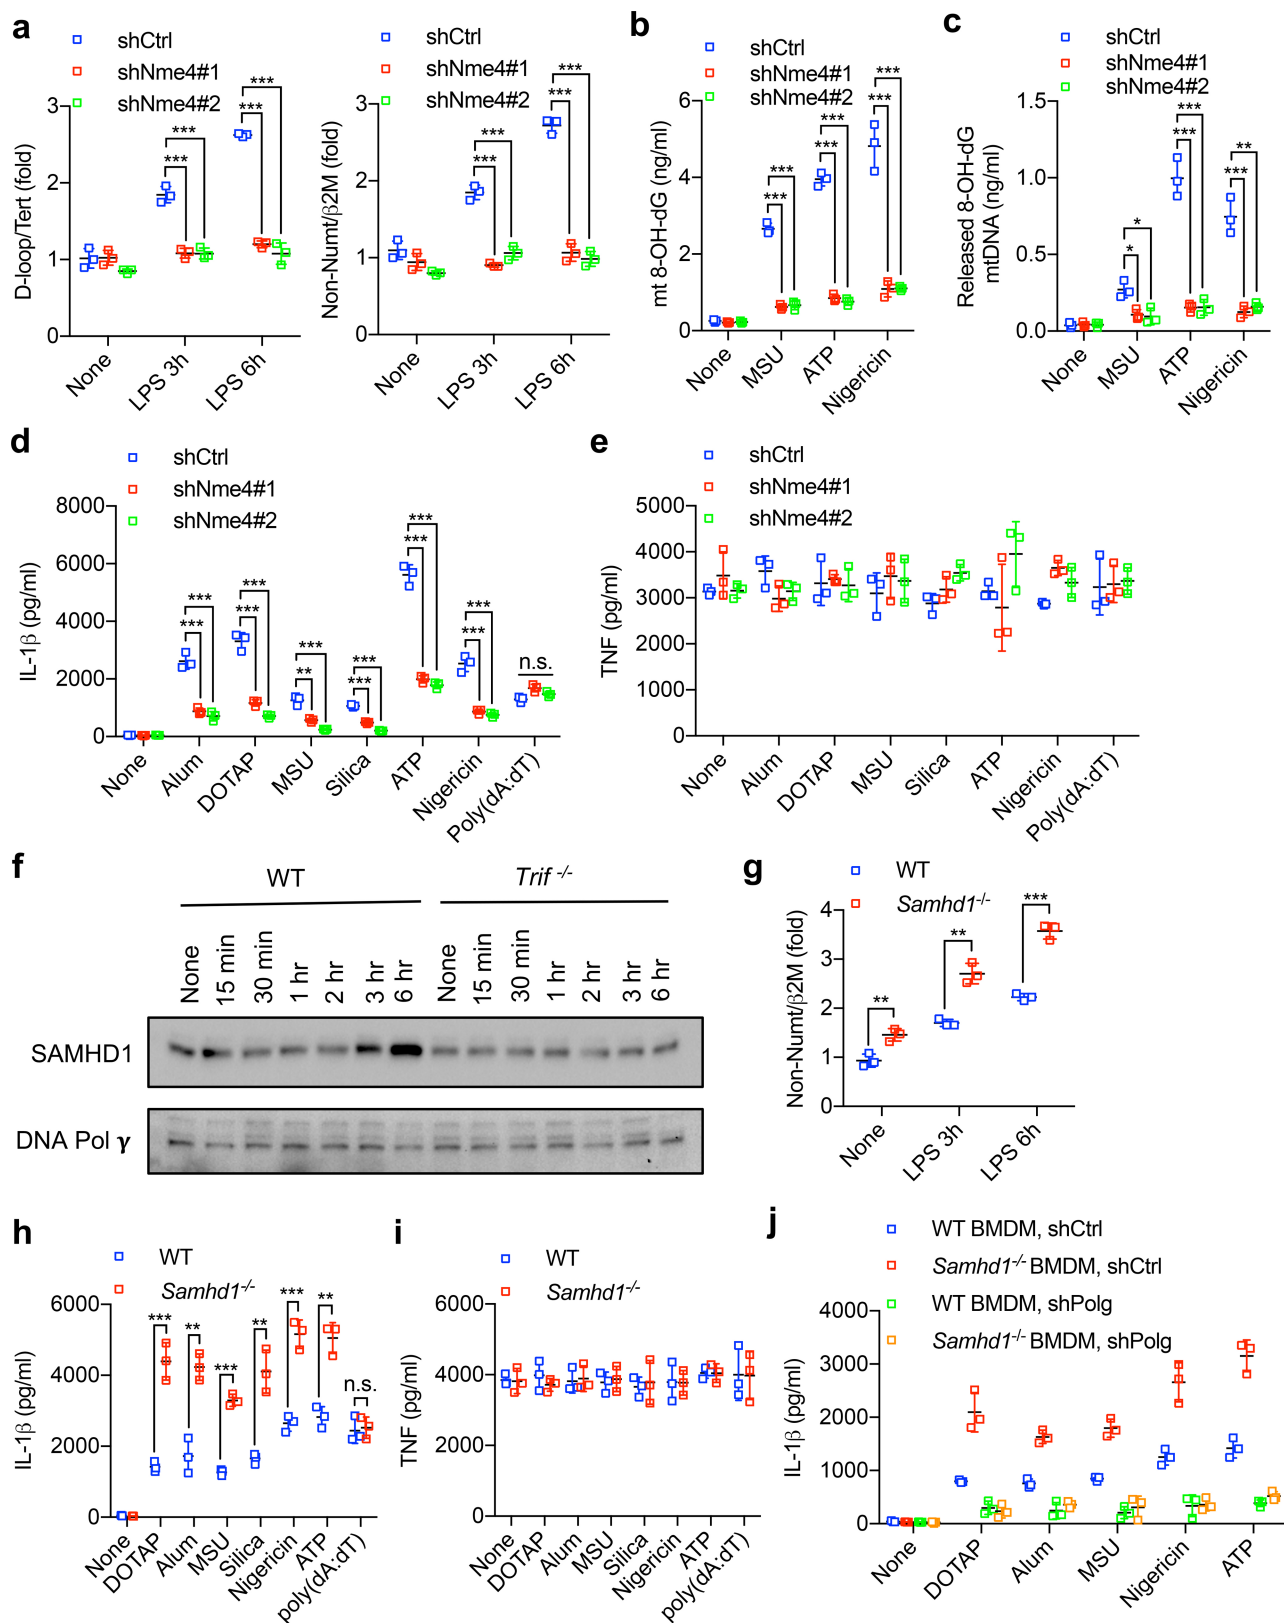 a
shCtrl
shNme4#1
shNme4#2
D-loop/Tert (fold)
3
2
1
0
*** *** *** ***
None LPS 3h LPS 6h
shCtrl
shNme4#1
shNme4#2
Non-Numt/β2M (fold)
3
2
1
0
*** *** *** ***
None LPS 3h LPS 6h
b
shCtrl
shNme4#1
shNme4#2
mt 8-OH-dG (ng/ml)
6
4
2
0
*** *** *** *** *** ***
None MSU ATP Nigericin
c
shCtrl
shNme4#1
shNme4#2
Released 8-OH-dG
mtDNA (ng/ml)
1.5
1.0
0.5
0.0
* * *** *** *** **
None MSU ATP Nigericin
d
shCtrl
shNme4#1
shNme4#2
IL-1β (pg/ml)
8000
6000
4000
2000
0
*** *** *** *** ** *** *** *** *** *** *** *** n.s.
None Alum DOTAP MSU Silica ATP Nigericin Poly(dA:dT)
e
shCtrl
shNme4#1
shNme4#2
TNF (pg/ml)
5000
4000
3000
2000
1000
0
None Alum DOTAP MSU Silica ATP Nigericin Poly(dA:dT)
f
WT Trif -/-
None 15 min 30 min 1 hr 2 hr 3 hr 6 hr None 15 min 30 min 1 hr 2 hr 3 hr 6 hr
SAMHD1
DNA Pol γ
g
WT
Samhd1-/-
Non-Numt/β2M (fold)
4
3
2
1
0
** ** ***
None LPS 3h LPS 6h
h
WT
Samhd1-/-
IL-1β (pg/ml)
6000
4000
2000
0
*** ** *** ** *** ** n.s.
None DOTAP Alum MSU Silica Nigericin ATP poly(dA:dT)
i
WT
Samhd1-/-
TNF (pg/ml)
6000
4000
2000
0
None DOTAP Alum MSU Silica Nigericin ATP poly(dA:dT)
j
WT BMDM, shCtrl
Samhd1-/- BMDM, shCtrl
WT BMDM, shPolg
Samhd1-/- BMDM, shPolg
IL-1β (pg/ml)
4000
3000
2000
1000
0
None DOTAP Alum MSU Nigericin ATP